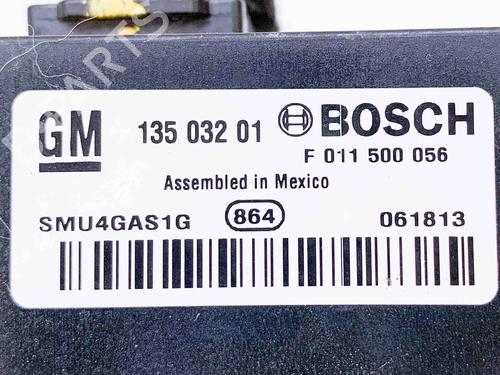 GM 135 032 01 BOSCH
F 011 500 056
Assembled in Mexico
SMU4GAS1G 864 061813